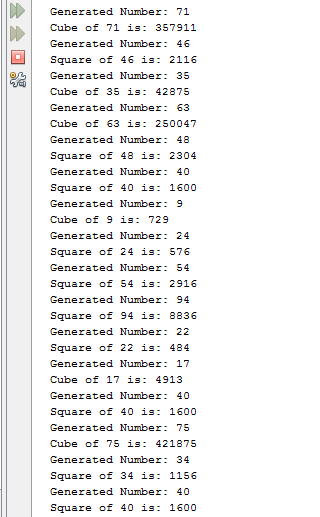 Generated Number: 71
Cube of 71 is: 357911
Generated Number: 46
Square of 46 is: 2116
Generated Number: 35
Cube of 35 is: 42875
Generated Number: 63
Cube of 63 is: 250047
Generated Number: 48
Square of 48 is: 2304
Generated Number: 40
Square of 40 is: 1600
Generated Number: 9
Cube of 9 is: 729
Generated Number: 24
Square of 24 is: 576
Generated Number: 54
Square of 54 is: 2916
Generated Number: 94
Square of 94 is: 8836
Generated Number: 22
Square of 22 is: 484
Generated Number: 17
Cube of 17 is: 4913
Generated Number: 40
Square of 40 is: 1600
Generated Number: 75
Cube of 75 is: 421875
Generated Number: 34
Square of 34 is: 1156
Generated Number: 40
Square of 40 is: 1600